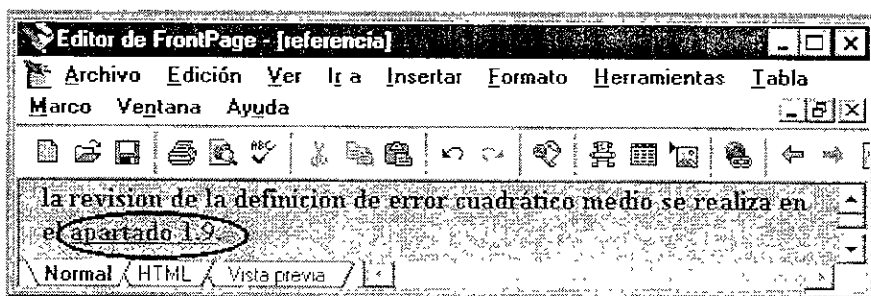 Editor de FrontPage - [referencia]
Archivo Edición Ver Ir a Insertar Formato Herramientas Tabla
Marco Ventana Ayuda
ABC
la revision de la definicion de error cuadrático medio se realiza en
el apartado 1.9.
Normal HTML Vista previa